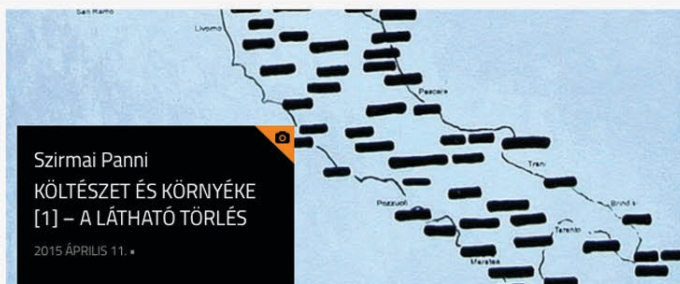 San Remo
Livorno
Pescara
Trani
Pozzuoli
Brindisi
Taranto
Maratea
Szirmai Panni
KÖLTÉSZET ÉS KÖRNYÉKE
[1] – A LÁTHATÓ TÖRLÉS
2015 ÁPRILIS 11. •